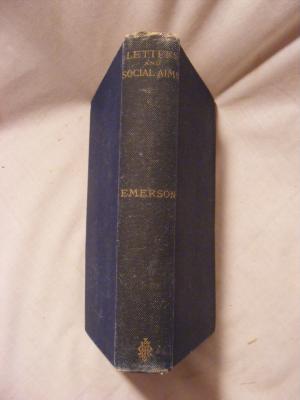 LETTERS
AND
SOCIAL AIMS
EMERSON